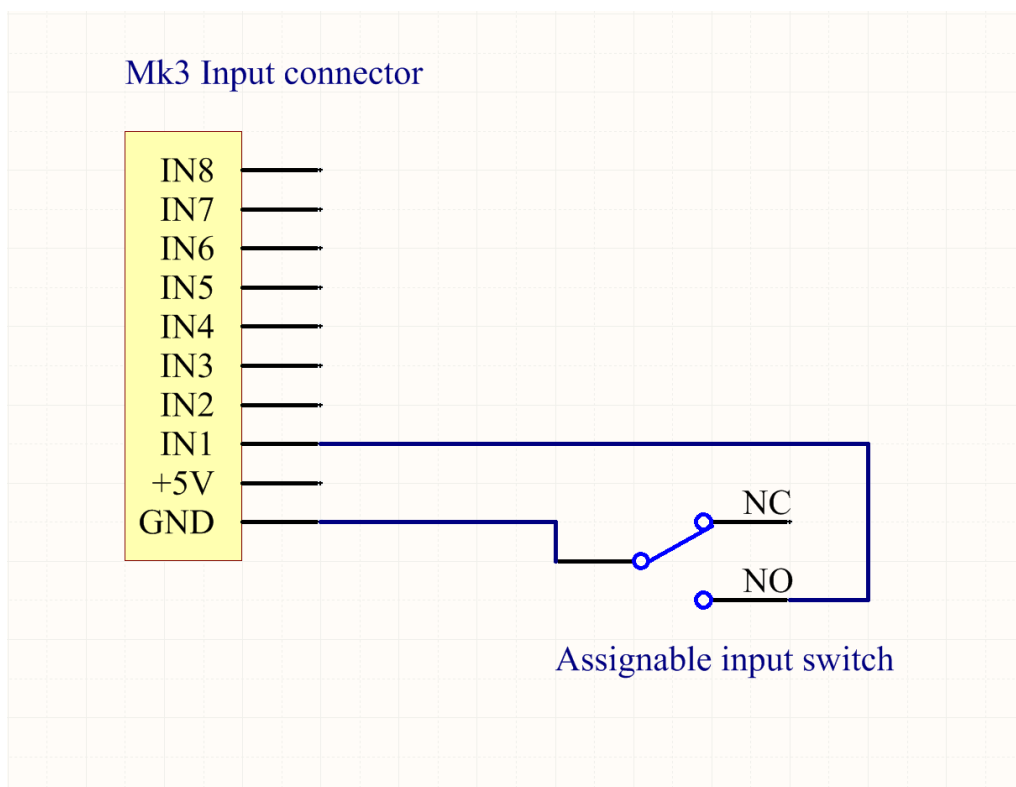 Mk3 Input connector
IN8
IN7
IN6
IN5
IN4
IN3
IN2
IN1
+5V
GND
NC
NO
Assignable input switch